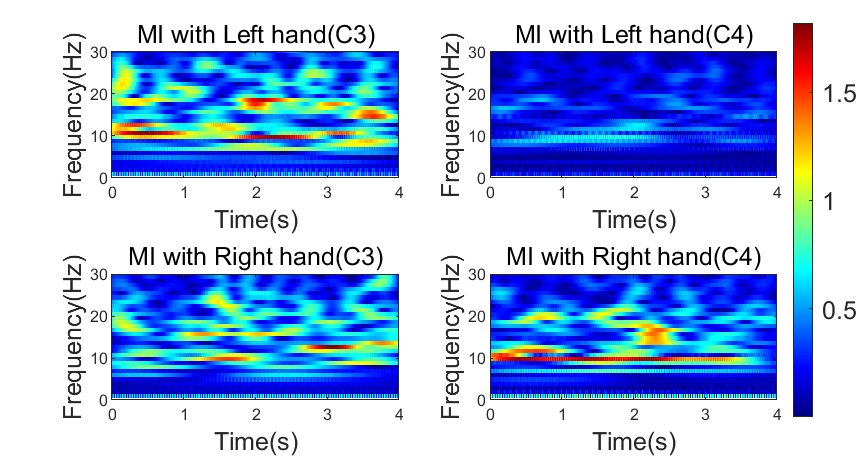 MI with Left hand(C3)
Frequency(Hz)
30
20
10
0
0 1 2 3 4
Time(s)
MI with Left hand(C4)
Frequency(Hz)
30
20
10
0
0 1 2 3 4
Time(s)
MI with Right hand(C3)
Frequency(Hz)
30
20
10
0
0 1 2 3 4
Time(s)
MI with Right hand(C4)
Frequency(Hz)
30
20
10
0
0 1 2 3 4
Time(s)
1.5
1
0.5